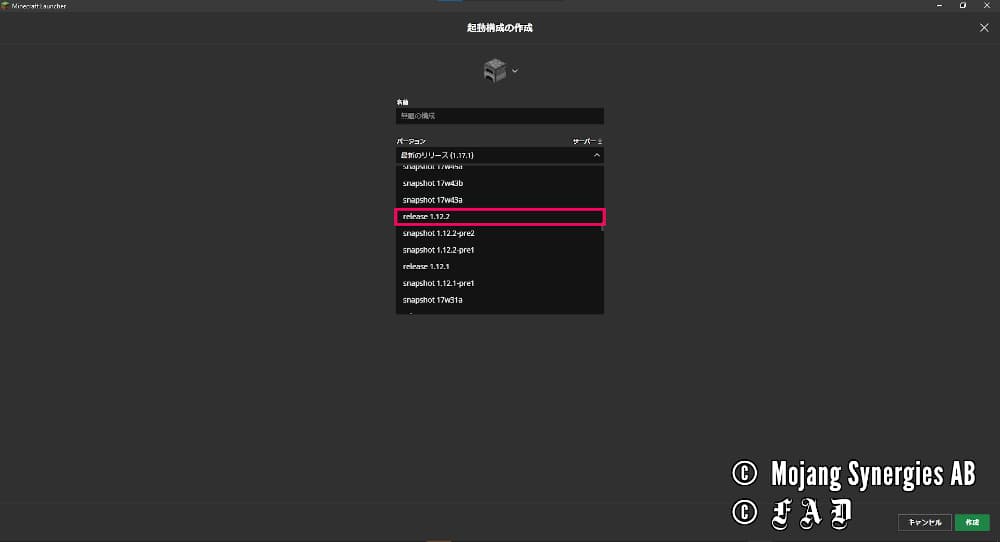 Minecraft Launcher
起動構成の作成
名前
無題の構成
バージョン サーバー
最新のリリース (1.17.1)
snapshot 17w45a
snapshot 17w43b
snapshot 17w43a
release 1.12.2
snapshot 1.12.2-pre2
snapshot 1.12.2-pre1
release 1.12.1
snapshot 1.12.1-pre1
snapshot 17w31a
© Mojang Synergies AB
© FAD
キャンセル 作成